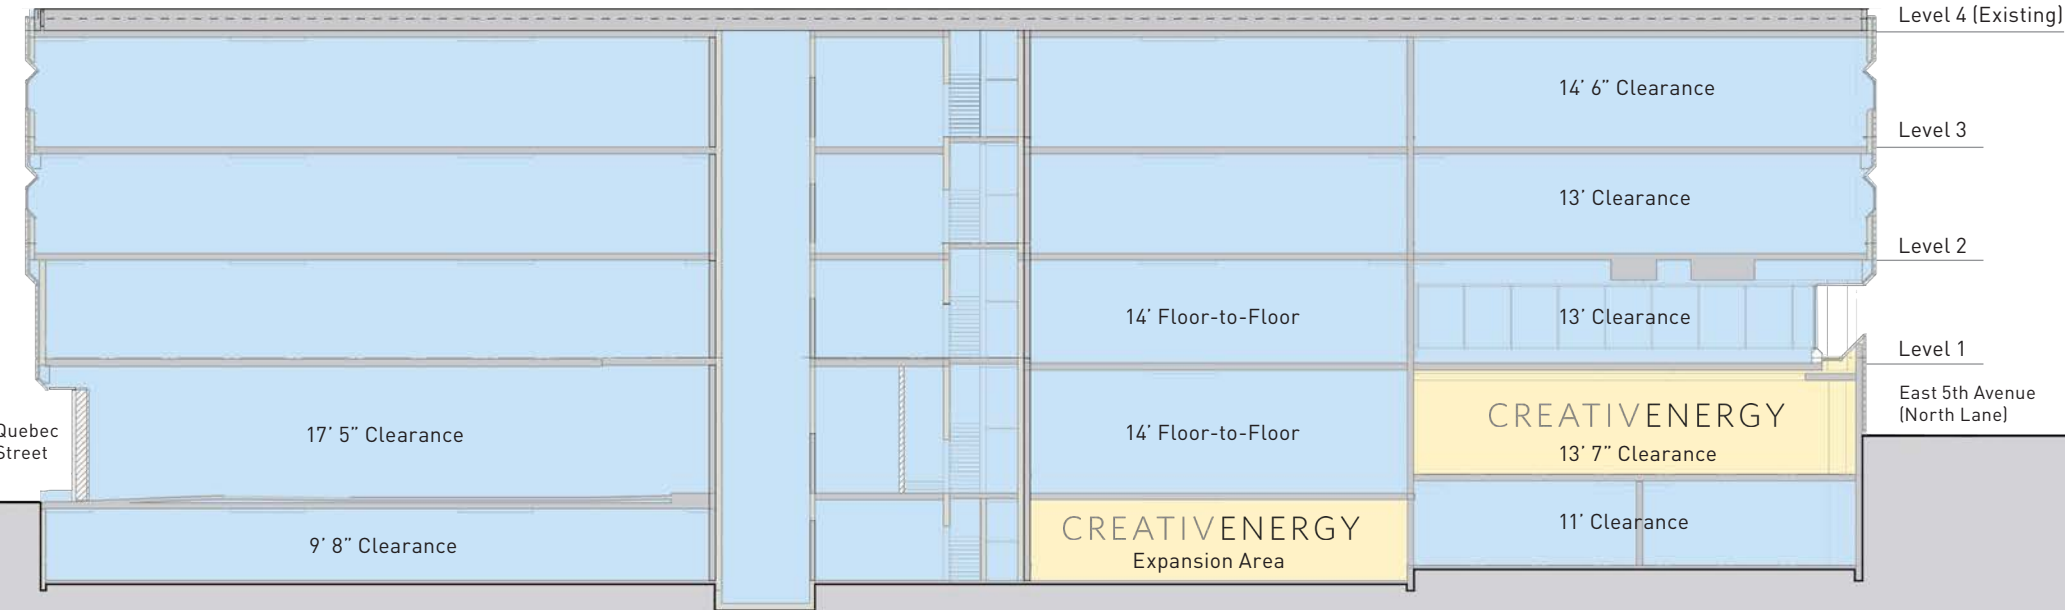 Level 4 (Existing)
14’ 6” Clearance
Level 3
13’ Clearance
Level 2
14’ Floor-to-Floor
13’ Clearance
Level 1
East 5th Avenue
(North Lane)
CREATIVENERGY
13’ 7” Clearance
Quebec
Street
17’ 5” Clearance
14’ Floor-to-Floor
9’ 8” Clearance
CREATIVENERGY
Expansion Area
11’ Clearance